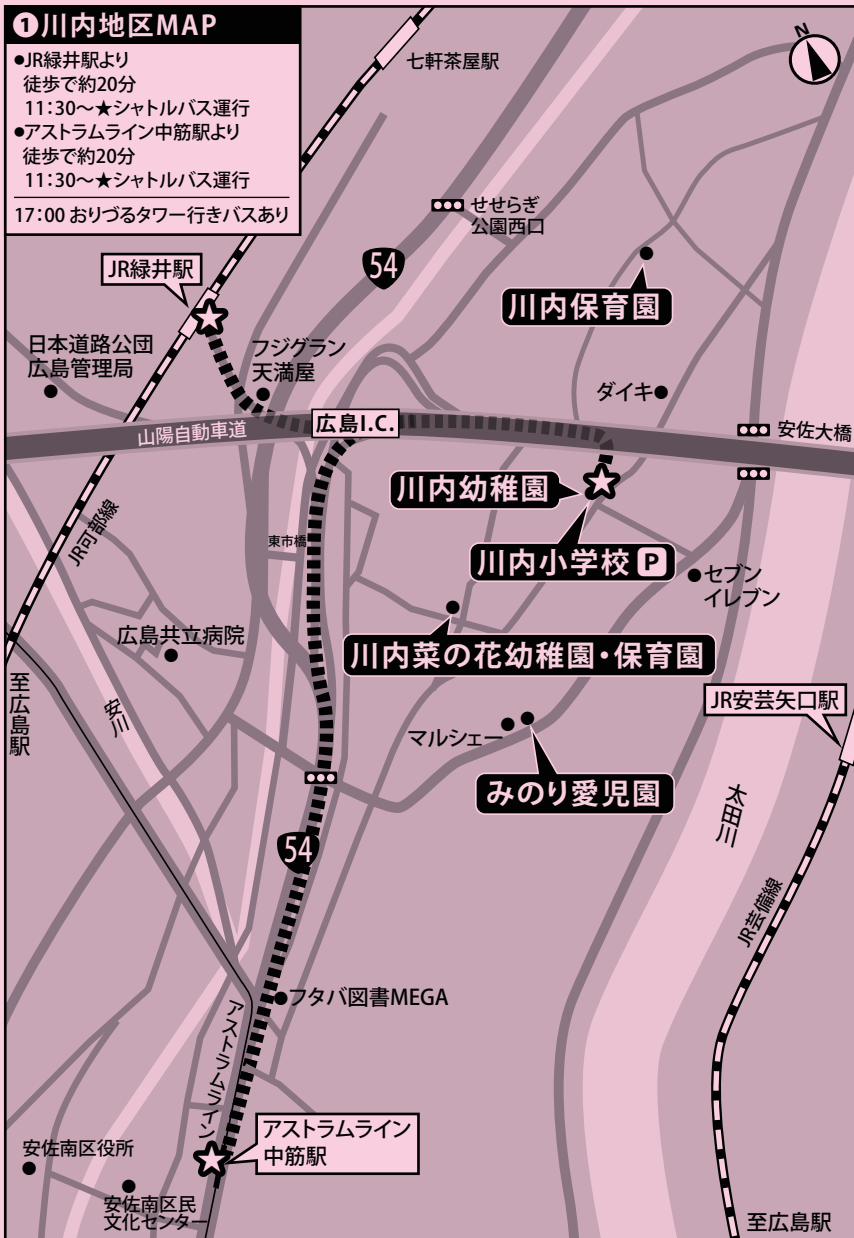 ❶川内地区MAP
●JR緑井駅より
徒歩で約20分
11:30〜★シャトルバス運行
●アストラムライン中筋駅より
徒歩で約20分
11:30〜★シャトルバス運行
17:00 おりづるタワー行きバスあり
N
七軒茶屋駅
せせらぎ
公園西口
54
JR緑井駅
川内保育園
日本道路公団
広島管理局
フジグラン
天満屋
ダイキ
広島I.C.
山陽自動車道
安佐大橋
川内幼稚園
JR可部線
東市橋
川内小学校 P
セブン
イレブン
広島共立病院
川内菜の花幼稚園・保育園
至広島駅
安川
JR安芸矢口駅
マルシェー
みのり愛児園
太田川
54
JR芸備線
フタバ図書MEGA
アストラムライン
アストラムライン
中筋駅
安佐南区役所
安佐南区民
文化センター
至広島駅